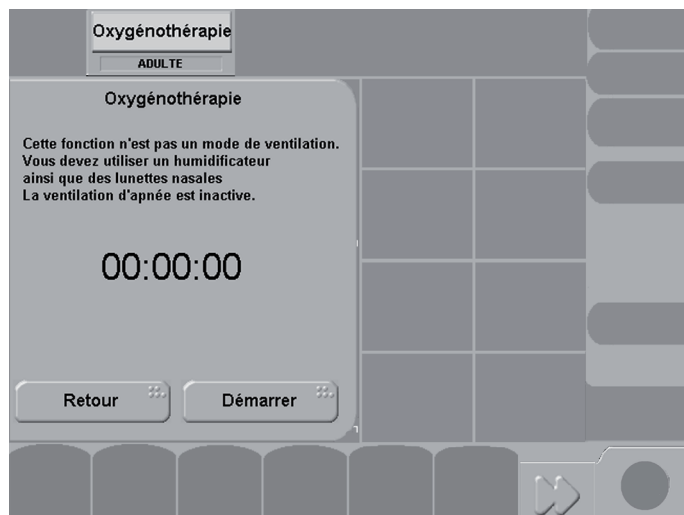 Oxygénothérapie
ADULTE
Oxygénothérapie
Cette fonction n'est pas un mode de ventilation.
Vous devez utiliser un humidificateur
ainsi que des lunettes nasales
La ventilation d'apnée est inactive.
00:00:00
Retour
Démarrer